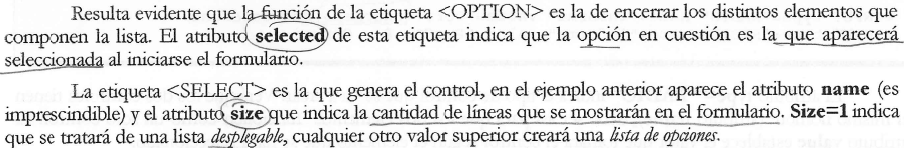 Resulta evidente que la función de la etiqueta <OPTION> es la de encerrar los distintos elementos que
componen la lista. El atributo selected de esta etiqueta indica que la opción en cuestión es la que aparecerá
seleccionada al iniciarse el formulario.
La etiqueta <SELECT> es la que genera el control, en el ejemplo anterior aparece el atributo name (es
imprescindible) y el atributo size que indica la cantidad de líneas que se mostrarán en el formulario. Size=1 indica
que se tratará de una lista desplegable, cualquier otro valor superior creará una lista de opciones.